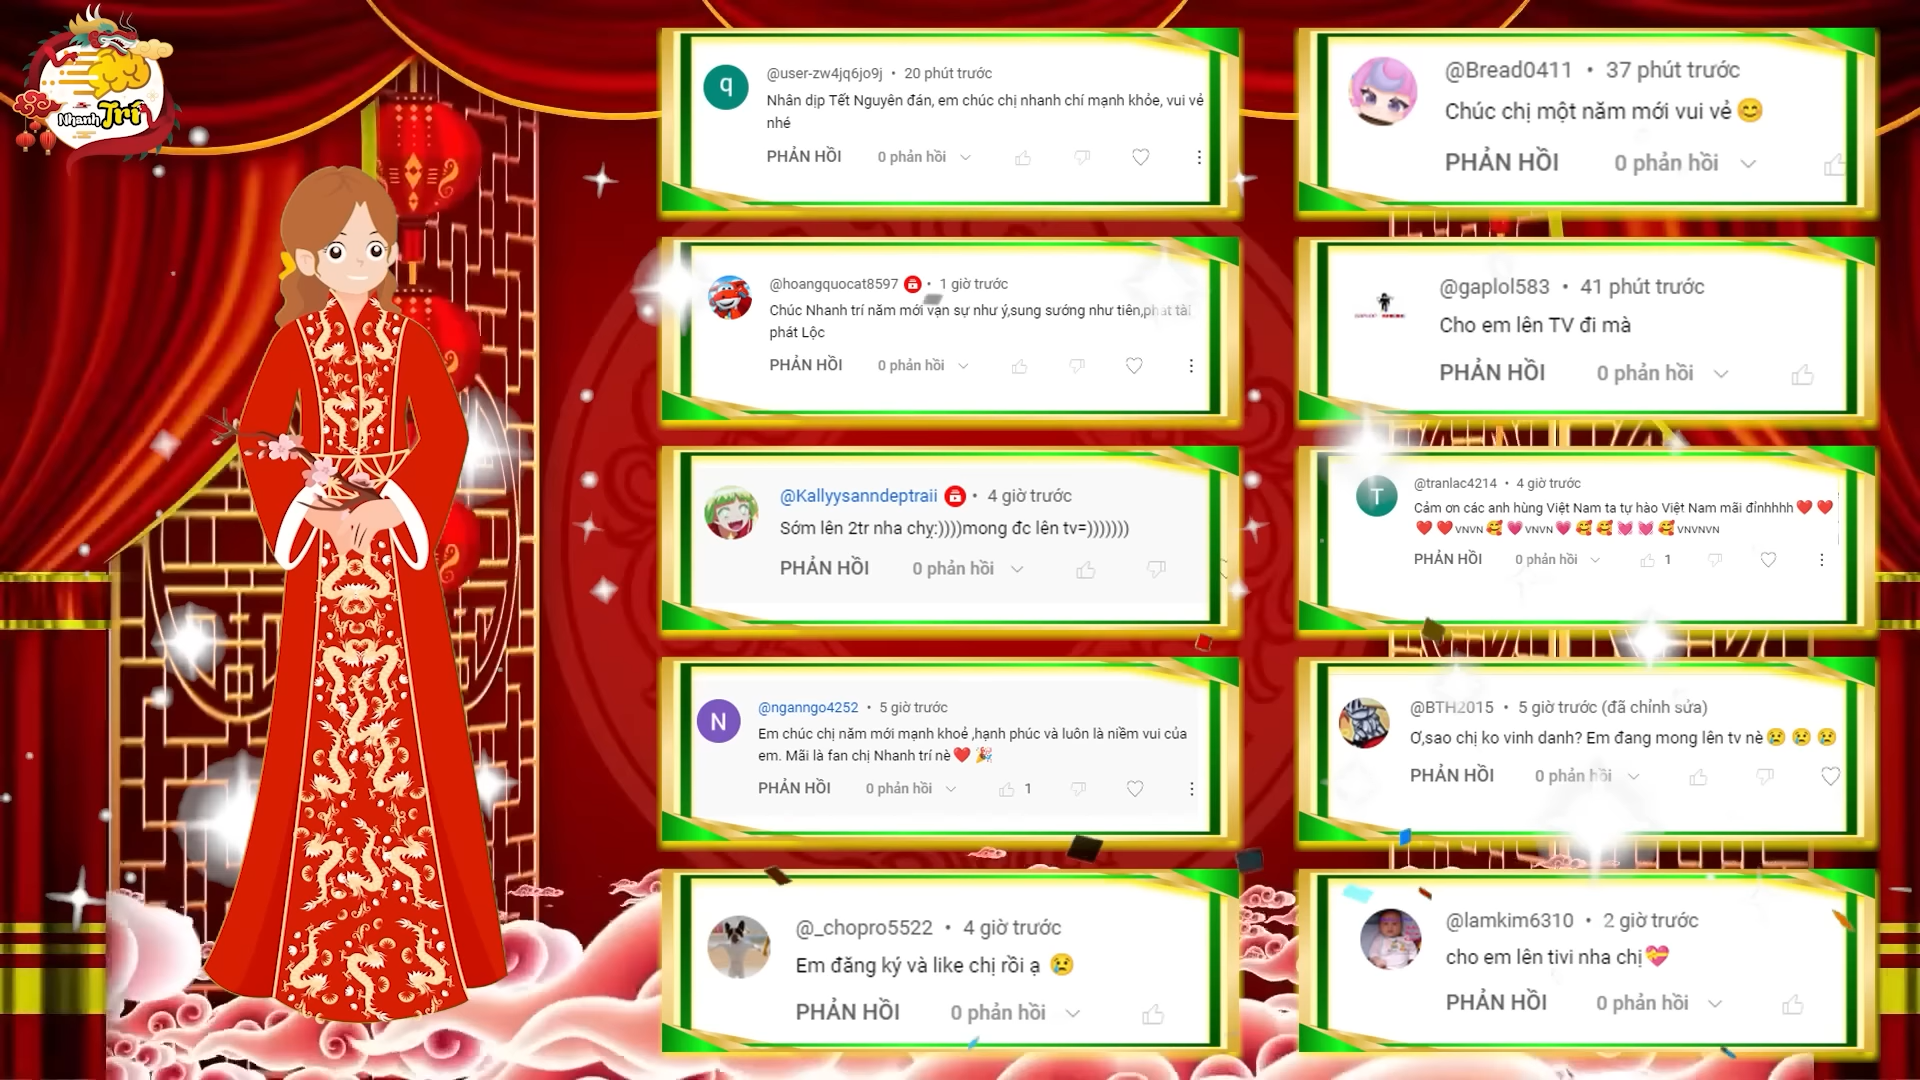 Nhanh Trí
@user-zw4jq6jo9j • 20 phút trước
Nhân dịp Tết Nguyên đán, em chúc chị nhanh chí mạnh khỏe, vui vẻ
nhé
PHẢN HỒI 0 phản hồi
@hoangquocat8597 • 1 giờ trước
Chúc Nhanh trí năm mới vạn sự như ý,sung sướng như tiên,phát tài
phát Lộc
PHẢN HỒI 0 phản hồi
@Kallyysanndeptraii • 4 giờ trước
Sớm lên 2tr nha chỵ:))))mong đc lên tv=)))))))
PHẢN HỒI 0 phản hồi
@nganngo4252 • 5 giờ trước
Em chúc chị năm mới mạnh khoẻ ,hạnh phúc và luôn là niềm vui của
em. Mãi là fan chị Nhanh trí nè❤️ 🎉
PHẢN HỒI 0 phản hồi 1
@_chopro5522 • 4 giờ trước
Em đăng ký và like chị rồi ạ 😢
PHẢN HỒI 0 phản hồi
@Bread0411 • 37 phút trước
Chúc chị một năm mới vui vẻ 😊
PHẢN HỒI 0 phản hồi
@gaplol583 • 41 phút trước
Cho em lên TV đi mà
PHẢN HỒI 0 phản hồi
@tranlac4214 • 4 giờ trước
Cảm ơn các anh hùng Việt Nam ta tự hào Việt Nam mãi đỉnhhhh❤️ ❤️
❤️ ❤️ VNVN 🥰 💗 VNVN 💗 🥰 🥰 💓 💓 🥰 VNVNVN
PHẢN HỒI 0 phản hồi 1
@BTH2015 • 5 giờ trước (đã chỉnh sửa)
Ơ,sao chị ko vinh danh? Em đang mong lên tv nè😢 😢 😢
PHẢN HỒI 0 phản hồi
@lamkim6310 • 2 giờ trước
cho em lên tivi nha chị💝
PHẢN HỒI 0 phản hồi